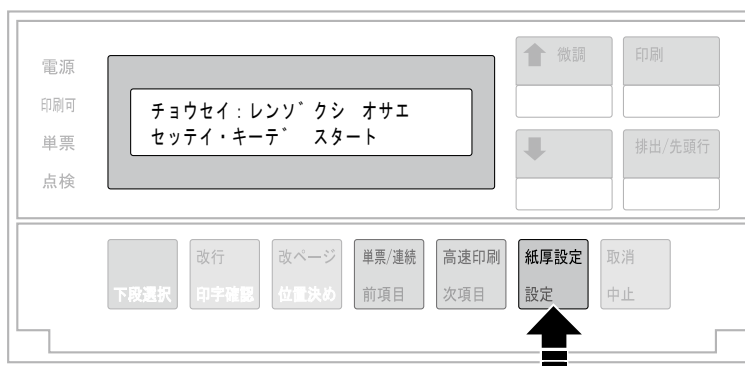 電源
印刷可
単票
点検
チョウセイ:レンゾクシ オサエ
セッテイ・キーデ スタート
微調
印刷
排出/先頭行
下段選択
改行
印字確認
改ページ
位置決め
単票/連続
前項目
高速印刷
次項目
紙厚設定
設定
取消
中止